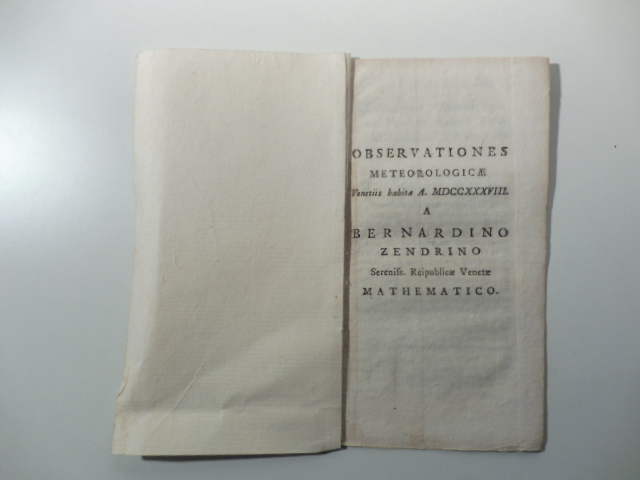 OBSERVATIONES
METEOROLOGICÆ
Venetiis habitæ A. MDCCXXXVIII.
A
BERNARDINO
ZENDRINO
Sereniss. Reipublicæ Venetæ
MATHEMATICO.